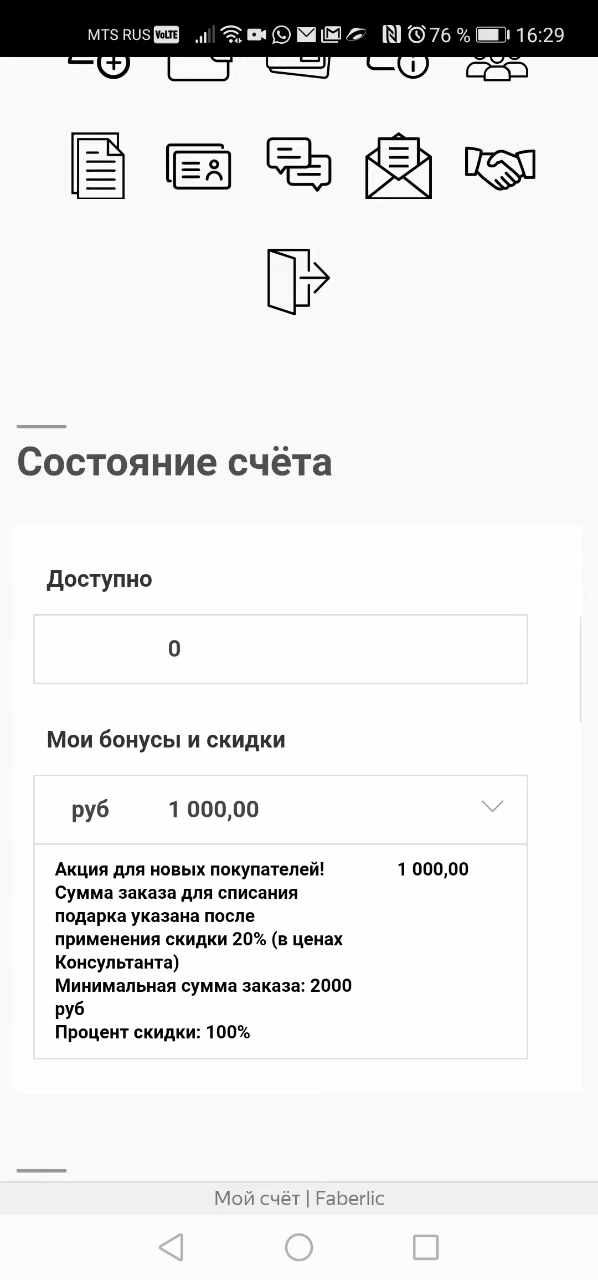 MTS RUS VoLTE 76 % 16:29
Состояние счёта
Доступно
0
Мои бонусы и скидки
руб 1 000,00
Акция для новых покупателей! 1 000,00
Сумма заказа для списания
подарка указана после
применения скидки 20% (в ценах
Консультанта)
Минимальная сумма заказа: 2000
руб
Процент скидки: 100%
Мой счёт | Faberlic